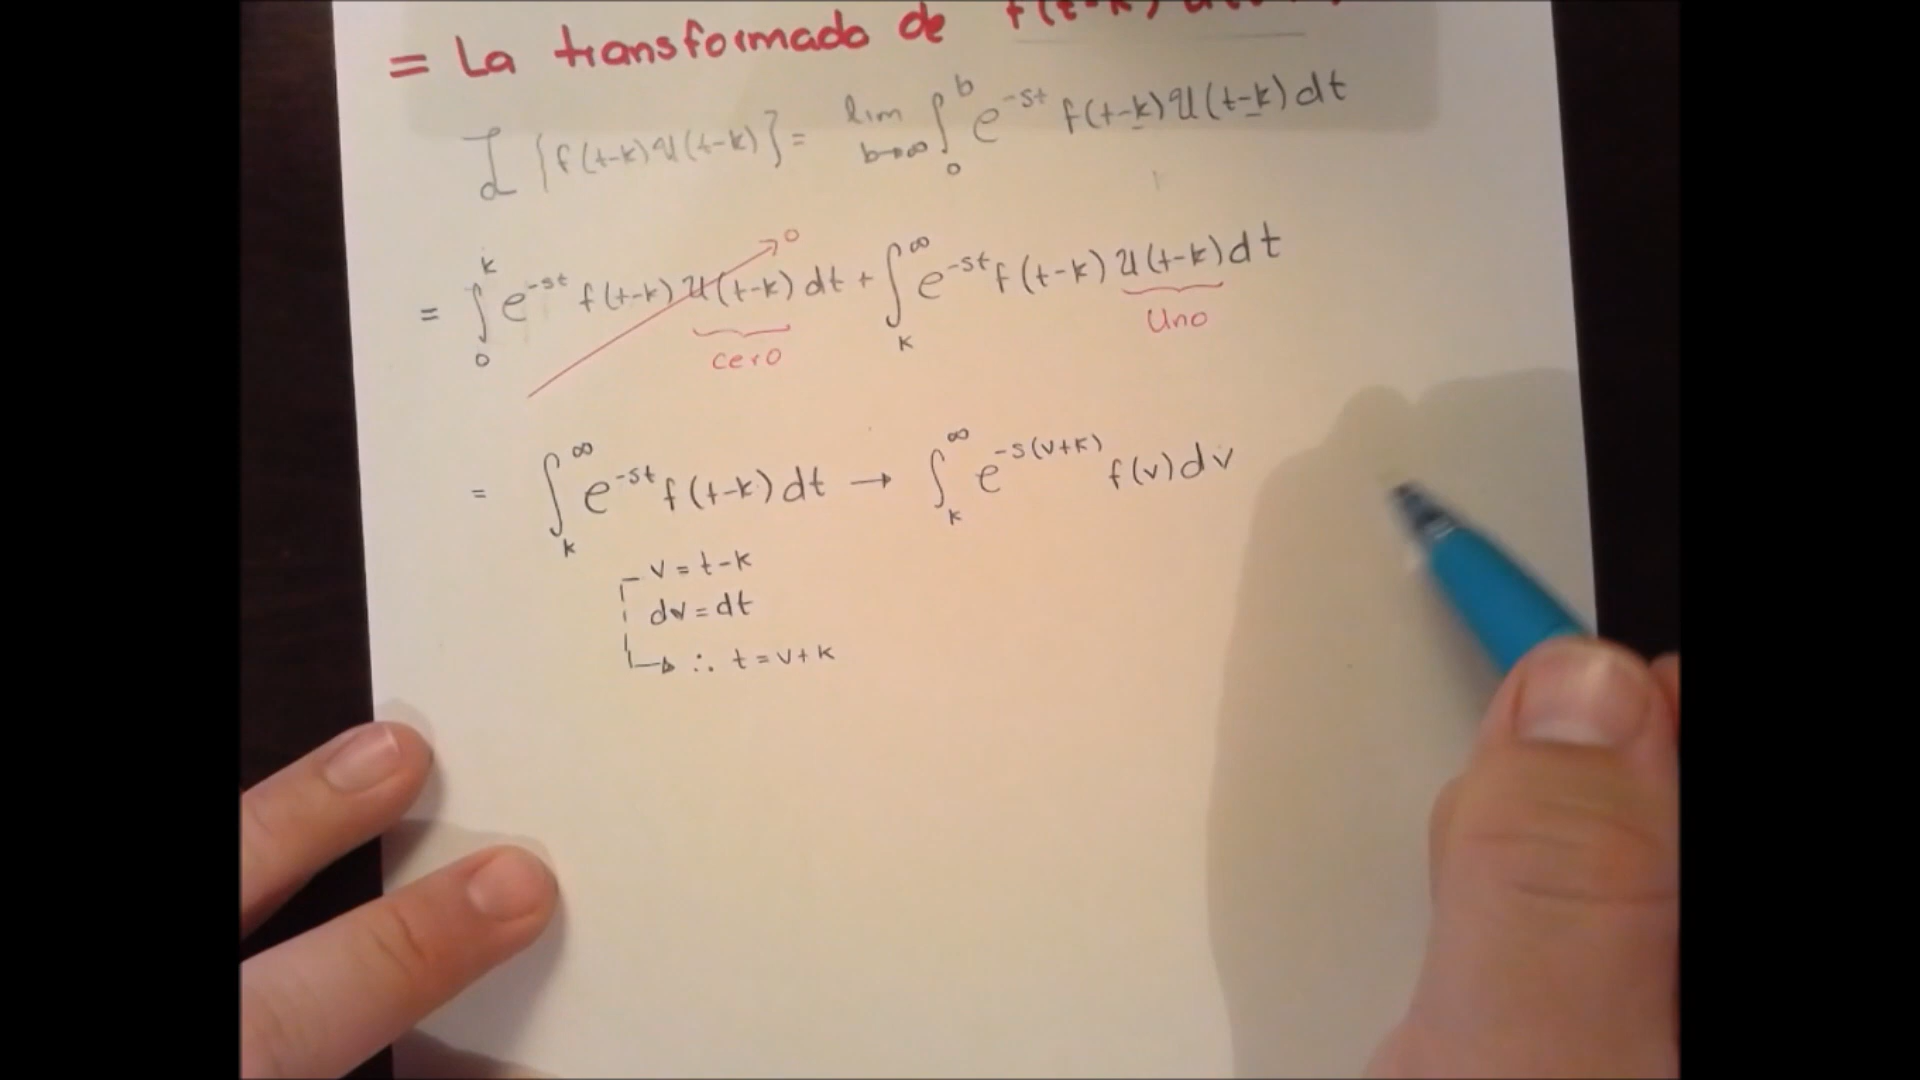 = La transformada de f(t-k)
ℒ {f(t-k)𝒰(t-k)} = lim b→∞ ∫₀ᵇ e^-st f(t-k)𝒰(t-k)dt
= ∫₀ᵏ e^-st f(t-k) 𝒰(t-k) dt + ∫ₖ^∞ e^-st f(t-k) 𝒰(t-k)dt
0
cero
Uno
= ∫ₖ^∞ e^-st f(t-k)dt → ∫ₖ^∞ e^-s(v+k) f(v)dv
v = t-k
dv = dt
∴ t = v+k